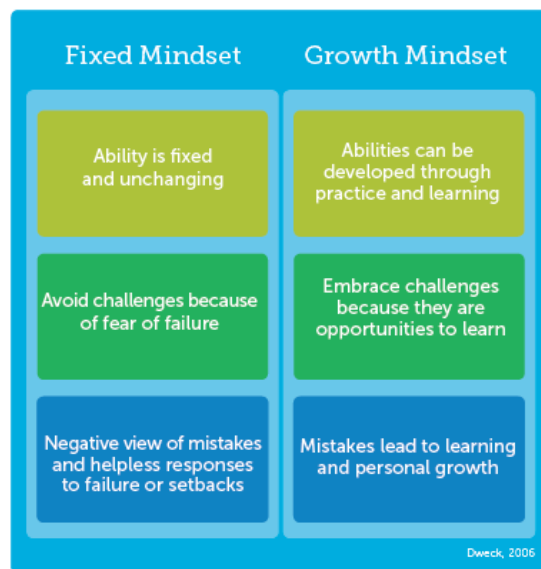 Fixed Mindset
Growth Mindset
Ability is fixed
and unchanging
Abilities can be
developed through
practice and learning
Avoid challenges because
of fear of failure
Embrace challenges
because they are
opportunities to learn
Negative view of mistakes
and helpless responses
to failure or setbacks
Mistakes lead to learning
and personal growth
Dweck, 2006